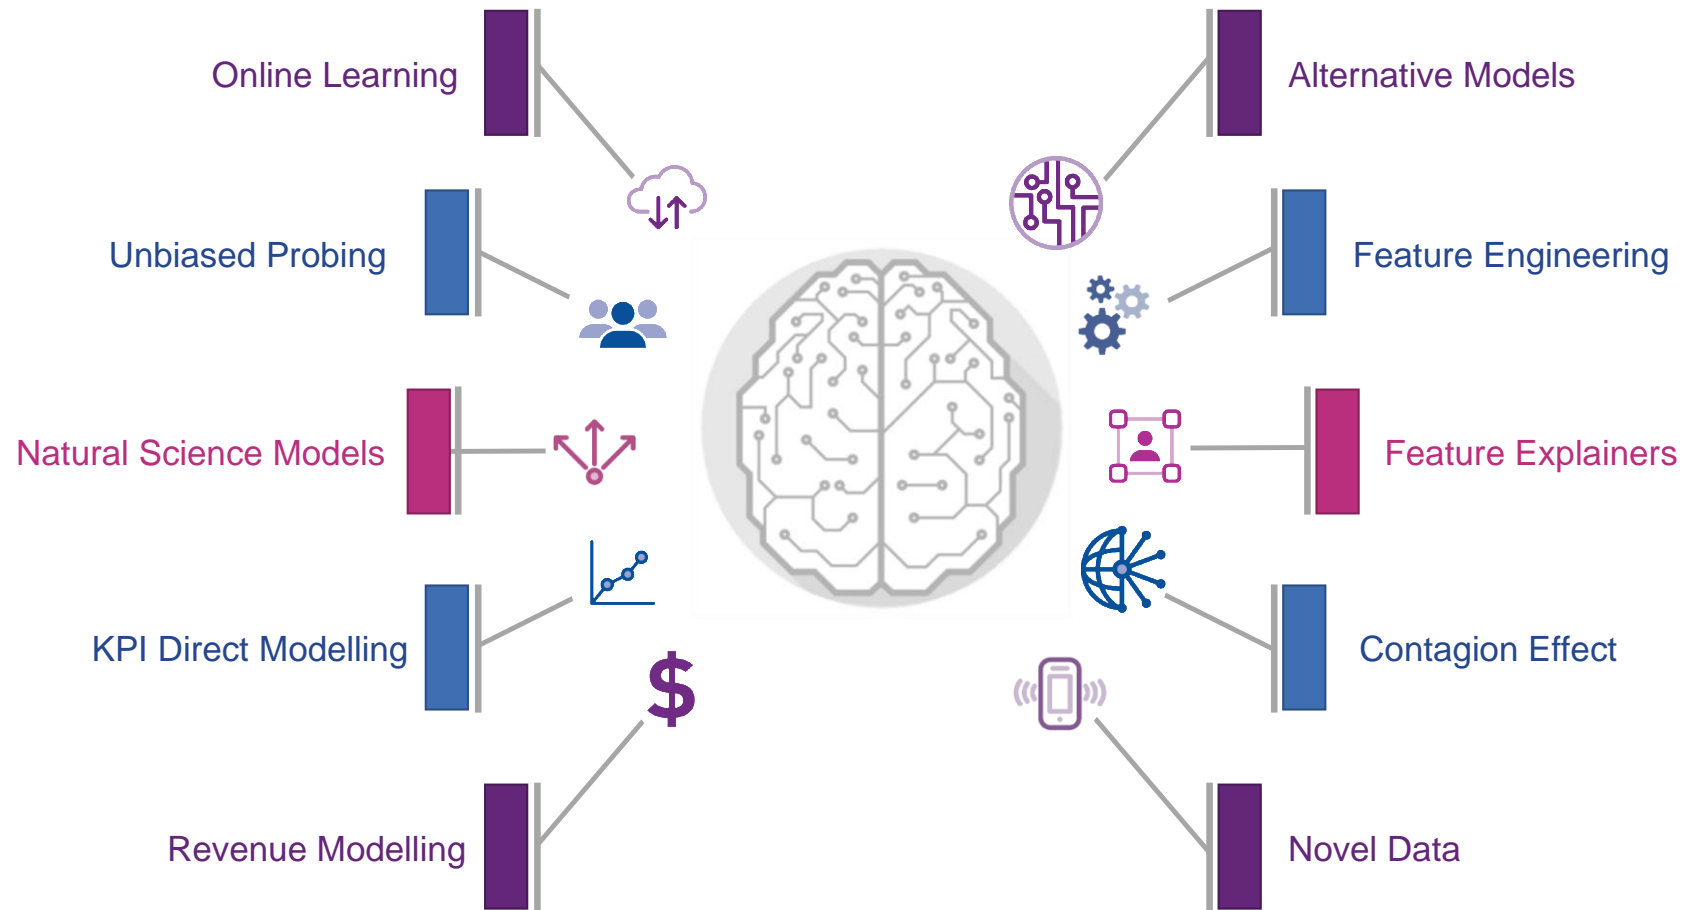 Online Learning
Unbiased Probing
Natural Science Models
KPI Direct Modelling
Revenue Modelling
Alternative Models
Feature Engineering
Feature Explainers
Contagion Effect
Novel Data
$